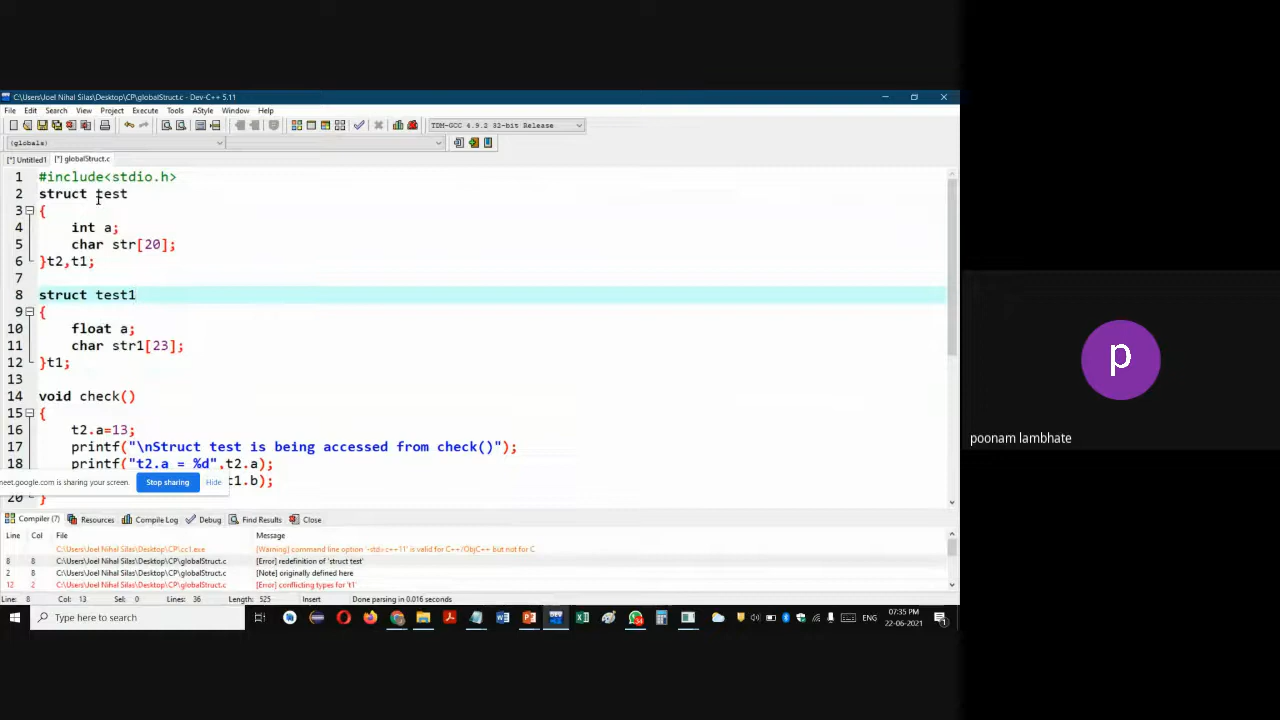 C:\Users\Joel Nihal Silas\Desktop\CP\globalStruct.c - Dev-C++ 5.11
File Edit Search View Project Execute Tools AStyle Window Help
TDM-GCC 4.9.2 32-bit Release
(globals)
[*] Untitled1 [*] globalStruct.c
1 #include<stdio.h>
2 struct test
3 {
4 int a;
5 char str[20];
6 }t2,t1;
7
8 struct test1
9 {
10 float a;
11 char str1[23];
12 }t1;
13
14 void check()
15 {
16 t2.a=13;
17 printf("\nStruct test is being accessed from check()");
18 printf("t2.a = %d",t2.a);
meet.google.com is sharing your screen. Stop sharing Hide t1.b);
20 }
p
poonam lambhate
Compiler (7) Resources Compile Log Debug Find Results Close
Line Col File Message
C:\Users\Joel Nihal Silas\Desktop\CP\cc1.exe [Warning] command line option '-std=c++11' is valid for C++/ObjC++ but not for C
8 8 C:\Users\Joel Nihal Silas\Desktop\CP\globalStruct.c [Error] redefinition of 'struct test'
2 8 C:\Users\Joel Nihal Silas\Desktop\CP\globalStruct.c [Note] originally defined here
12 2 C:\Users\Joel Nihal Silas\Desktop\CP\globalStruct.c [Error] conflicting types for 't1'
Line: 8 Col: 13 Sel: 0 Lines: 36 Length: 525 Insert Done parsing in 0.016 seconds
Type here to search
ENG
07:35 PM
22-06-2021